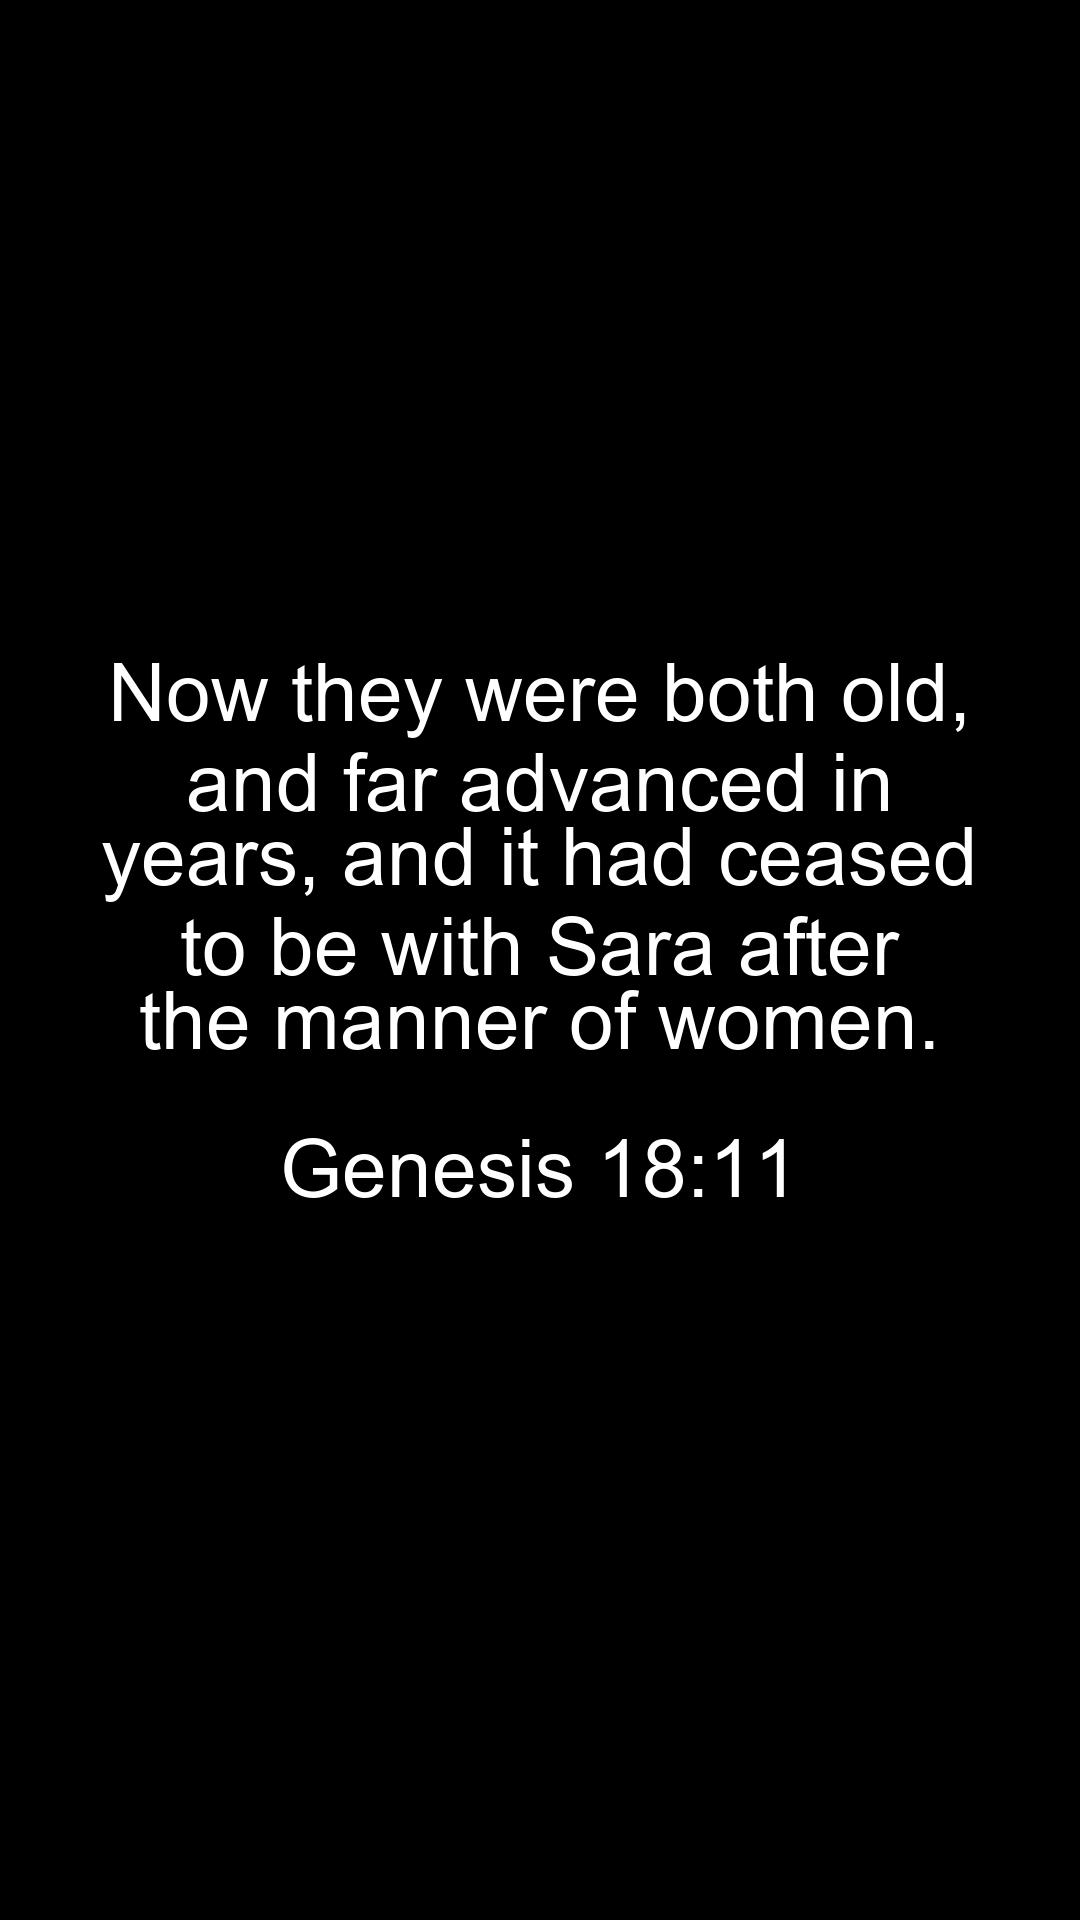 Now they were both old,
and far advanced in
years, and it had ceased
to be with Sara after
the manner of women.
Genesis 18:11